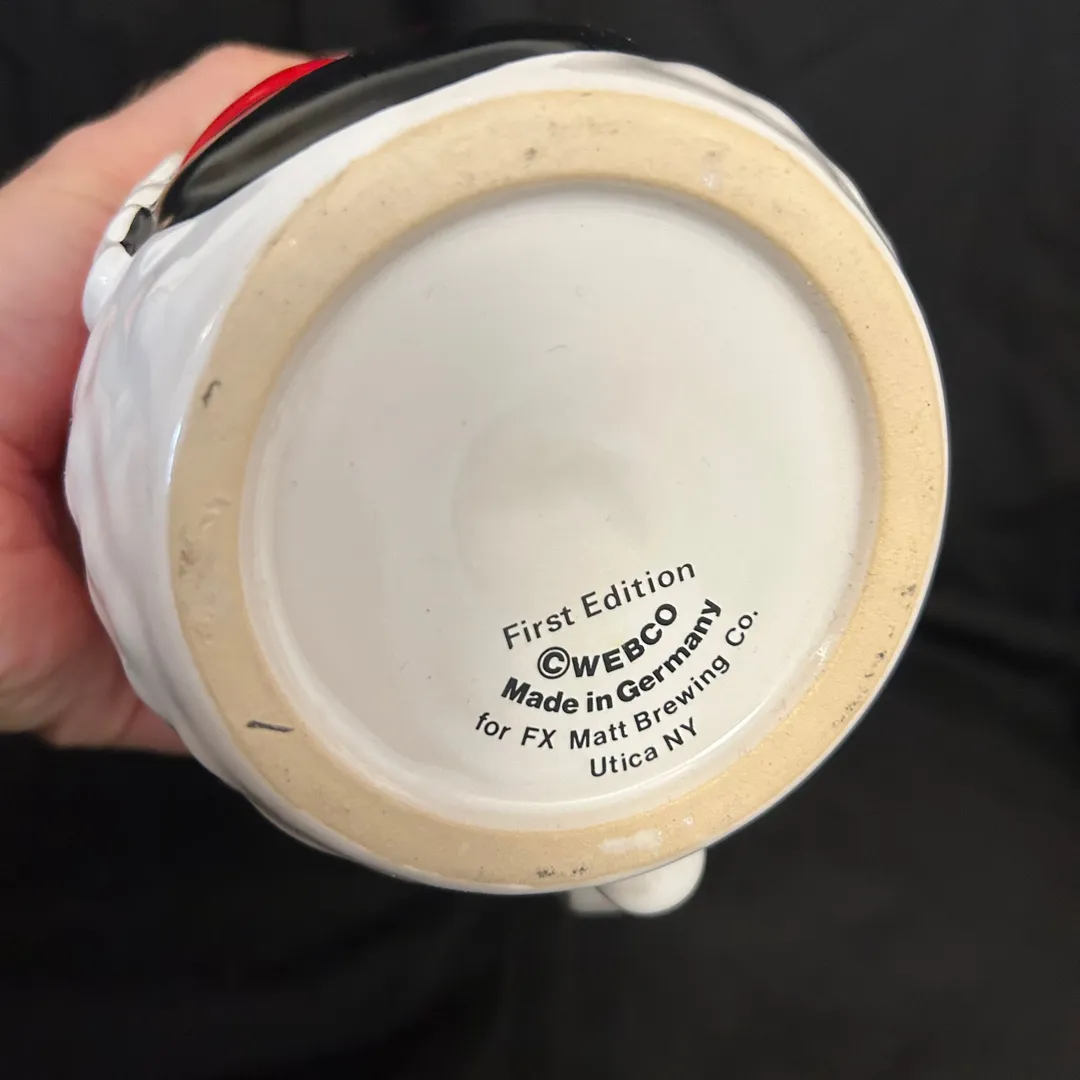 First Edition
©WEBCO
Made in Germany
for FX Matt Brewing Co.
Utica NY